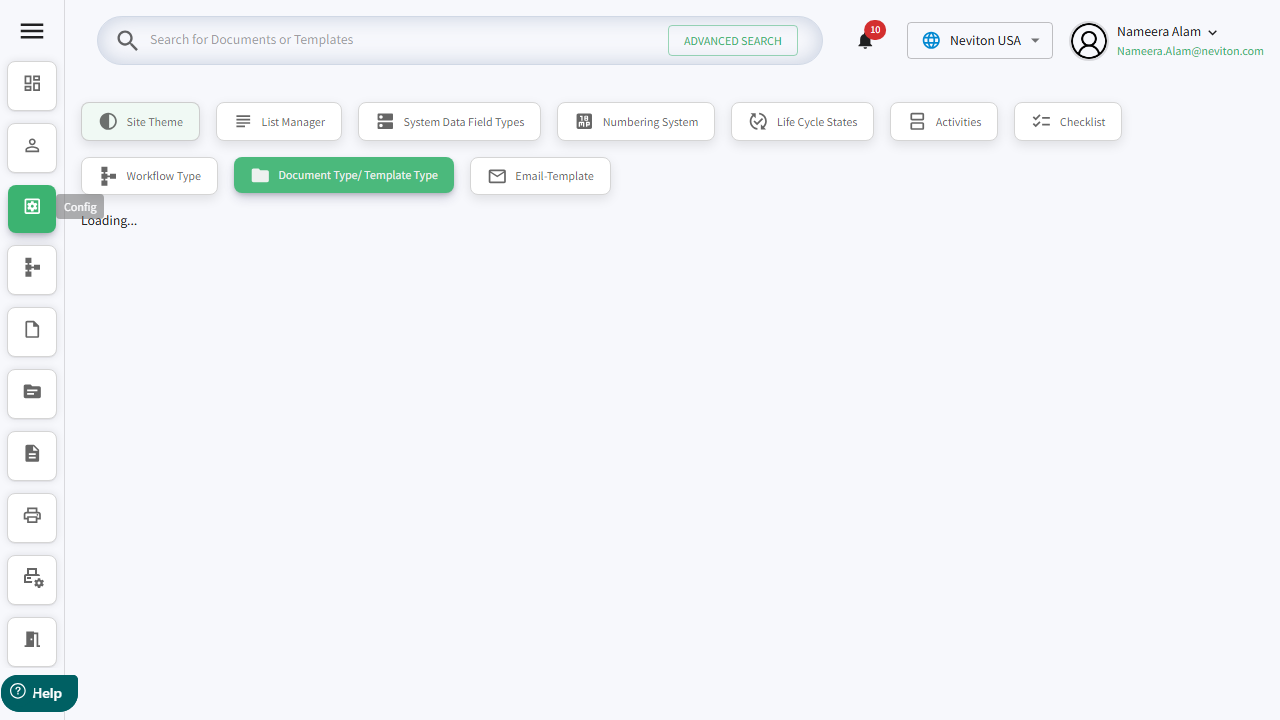 Search for Documents or Templates
ADVANCED SEARCH
10
Neviton USA
Nameera Alam
Nameera.Alam@neviton.com
Site Theme
List Manager
System Data Field Types
Numbering System
Life Cycle States
Activities
Checklist
Workflow Type
Document Type/ Template Type
Email-Template
Config
Loading...
Help